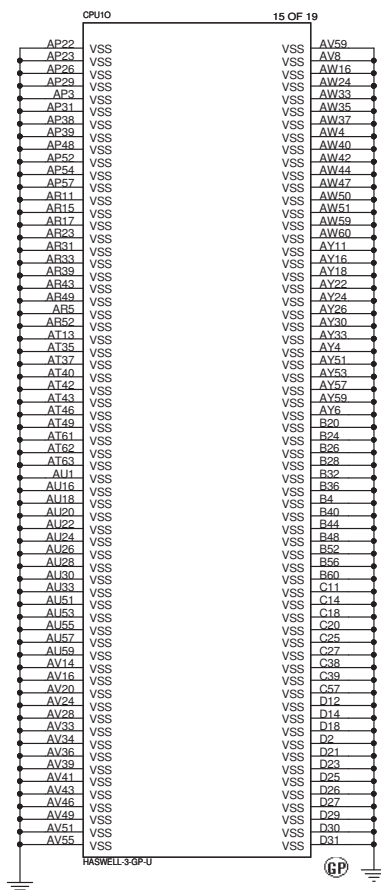 CPU1O 15 OF 19
AP22 VSS VSS AV59
AP23 VSS VSS AV8
AP26 VSS VSS AW16
AP29 VSS VSS AW24
AP3 VSS VSS AW33
AP31 VSS VSS AW35
AP38 VSS VSS AW37
AP39 VSS VSS AW4
AP48 VSS VSS AW40
AP52 VSS VSS AW42
AP54 VSS VSS AW44
AP57 VSS VSS AW47
AR11 VSS VSS AW50
AR15 VSS VSS AW51
AR17 VSS VSS AW59
AR23 VSS VSS AW60
AR31 VSS VSS AY11
AR33 VSS VSS AY16
AR39 VSS VSS AY18
AR43 VSS VSS AY22
AR49 VSS VSS AY24
AR5 VSS VSS AY26
AR52 VSS VSS AY30
AT13 VSS VSS AY33
AT35 VSS VSS AY4
AT37 VSS VSS AY51
AT40 VSS VSS AY53
AT42 VSS VSS AY57
AT43 VSS VSS AY59
AT46 VSS VSS AY6
AT49 VSS VSS B20
AT61 VSS VSS B24
AT62 VSS VSS B26
AT63 VSS VSS B28
AU1 VSS VSS B32
AU16 VSS VSS B36
AU18 VSS VSS B4
AU20 VSS VSS B40
AU22 VSS VSS B44
AU24 VSS VSS B48
AU26 VSS VSS B52
AU28 VSS VSS B56
AU30 VSS VSS B60
AU33 VSS VSS C11
AU51 VSS VSS C14
AU53 VSS VSS C18
AU55 VSS VSS C20
AU57 VSS VSS C25
AU59 VSS VSS C27
AV14 VSS VSS C38
AV16 VSS VSS C39
AV20 VSS VSS C57
AV24 VSS VSS D12
AV28 VSS VSS D14
AV33 VSS VSS D18
AV34 VSS VSS D2
AV36 VSS VSS D21
AV39 VSS VSS D23
AV41 VSS VSS D25
AV43 VSS VSS D26
AV46 VSS VSS D27
AV49 VSS VSS D29
AV51 VSS VSS D30
AV55 VSS VSS D31
HASWELL-3-GP-U GP